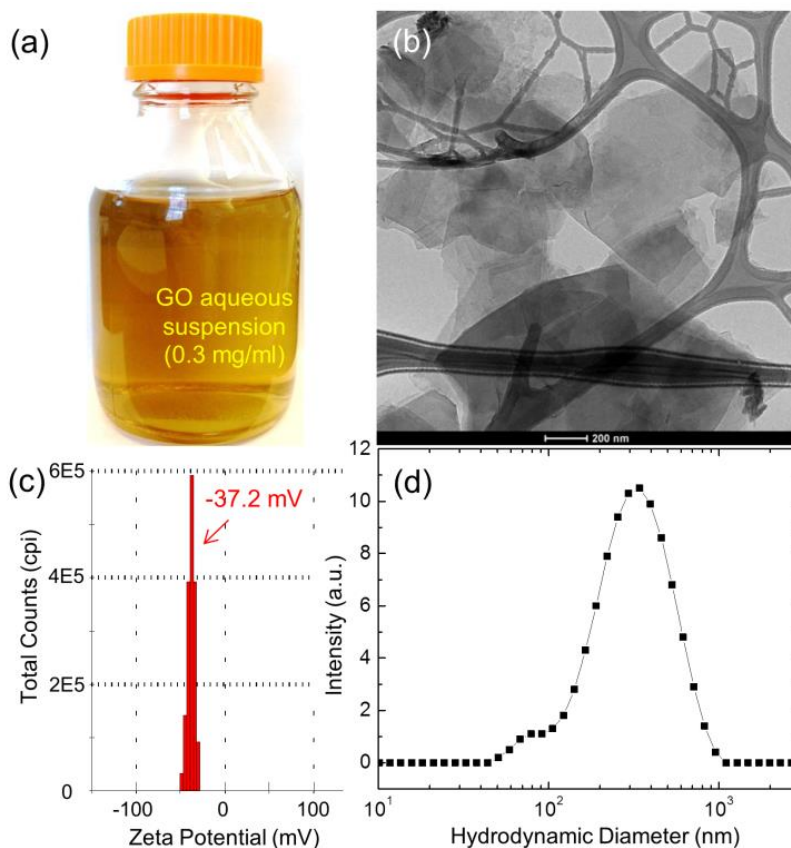 (a)
GO aqueous
suspension
(0.3 mg/ml)
(b)
200 nm
(c)
6E5
4E5
2E5
0
Total Counts (cpi)
-37.2 mV
-100
0
100
Zeta Potential (mV)
(d)
12
10
8
6
4
2
0
Intensity (a.u.)
10¹
10²
10³
Hydrodynamic Diameter (nm)